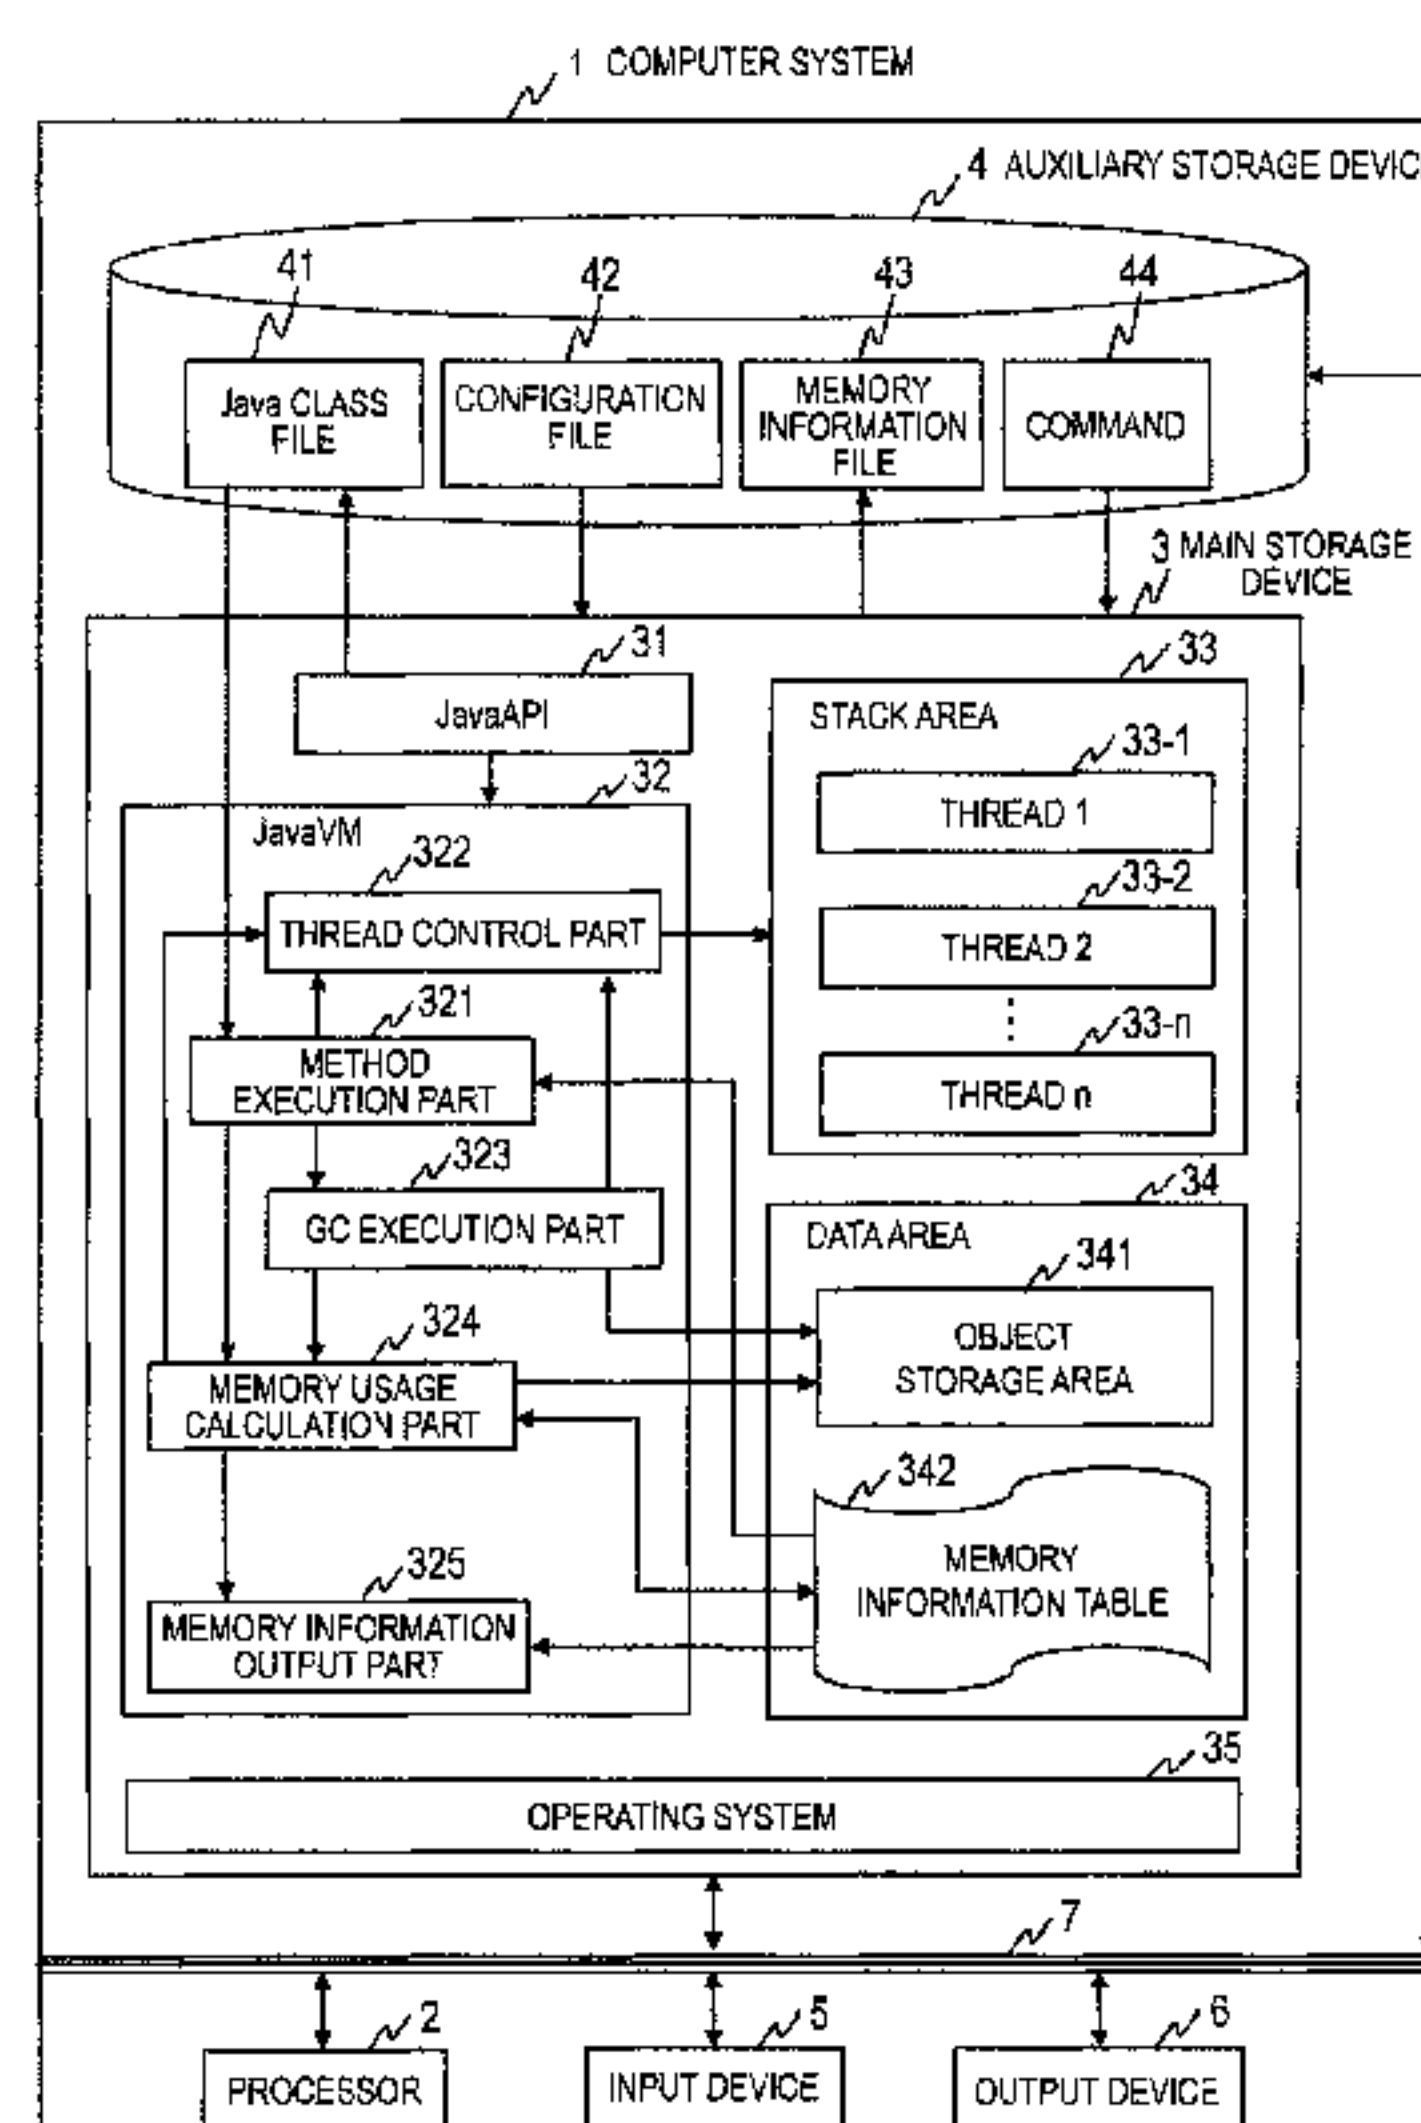 1 COMPUTER SYSTEM
4 AUXILIARY STORAGE DEVIC
41
42
43
44
Java CLASS
FILE
CONFIGURATION
FILE
MEMORY
INFORMATION
FILE
COMMAND
3 MAIN STORAGE
DEVICE
31
JavaAPI
32
JavaVM
322
THREAD CONTROL PART
321
METHOD
EXECUTION PART
323
GC EXECUTION PART
324
MEMORY USAGE
CALCULATION PART
325
MEMORY INFORMATION
OUTPUT PART
33
STACK AREA
33-1
THREAD 1
33-2
THREAD 2
33-n
THREAD n
34
DATA AREA
341
OBJECT
STORAGE AREA
342
MEMORY
INFORMATION TABLE
35
OPERATING SYSTEM
7
2
PROCESSOR
5
INPUT DEVICE
6
OUTPUT DEVICE